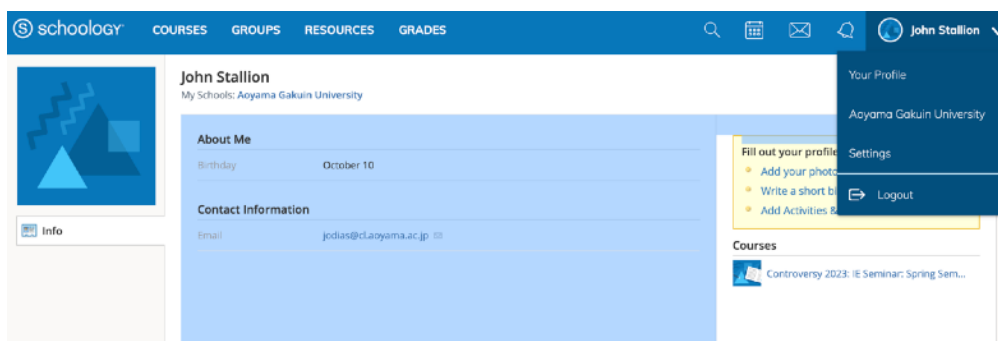 S schoology COURSES GROUPS RESOURCES GRADES John Stallion
Your Profile
Aoyama Gakuin University
Settings
Logout
John Stallion
My Schools: Aoyama Gakuin University
Info
About Me
Birthday October 10
Contact Information
Email jodias@cl.aoyama.ac.jp
Fill out your profile
Add your photo
Write a short bi
Add Activities &
Courses
Controversy 2023: IE Seminar: Spring Sem...